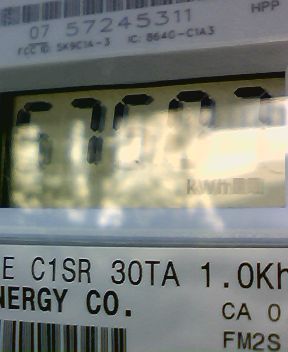 HPP
07 57245311
FCC ID: SK9C1A-3 IC: 864G-C1A3
kWh
E C1SR 30TA 1.0Kh
NERGY CO.
CA 0
FM2S